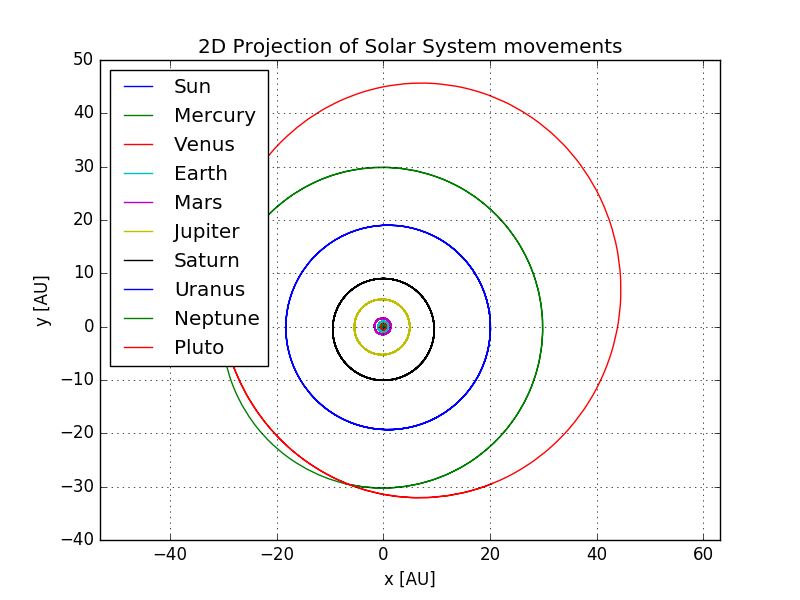 2D Projection of Solar System movements
50
40
30
20
10
0
−10
−20
−30
−40
y [AU]
Sun
Mercury
Venus
Earth
Mars
Jupiter
Saturn
Uranus
Neptune
Pluto
−40
−20
0
20
40
60
x [AU]